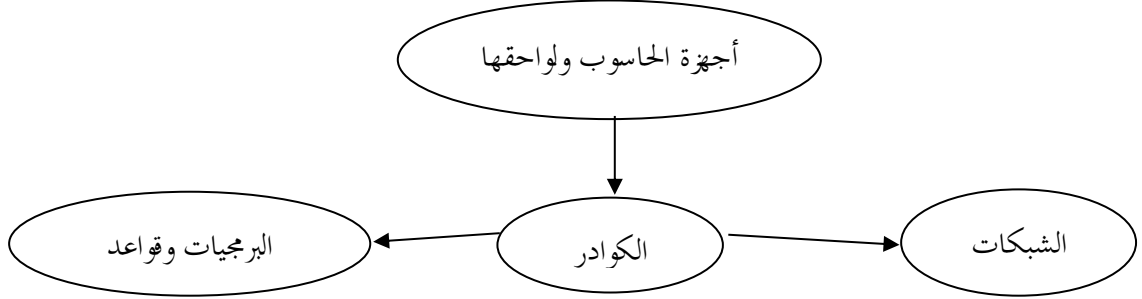 أجهزة الحاسوب ولواحقها
الشبكات
الكوادر
البرمجيات وقواعد